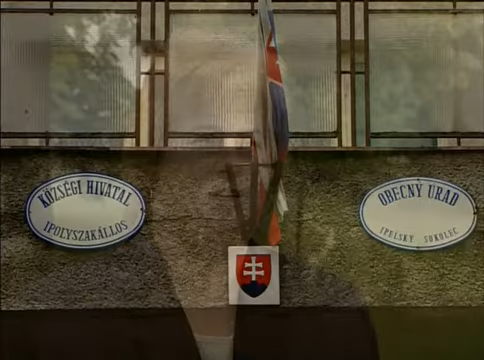 KÖZSÉGI HIVATAL
IPOLYSZAKÁLLOS
OBECNÝ ÚRAD
IPEĽSKÝ SOKOLEC